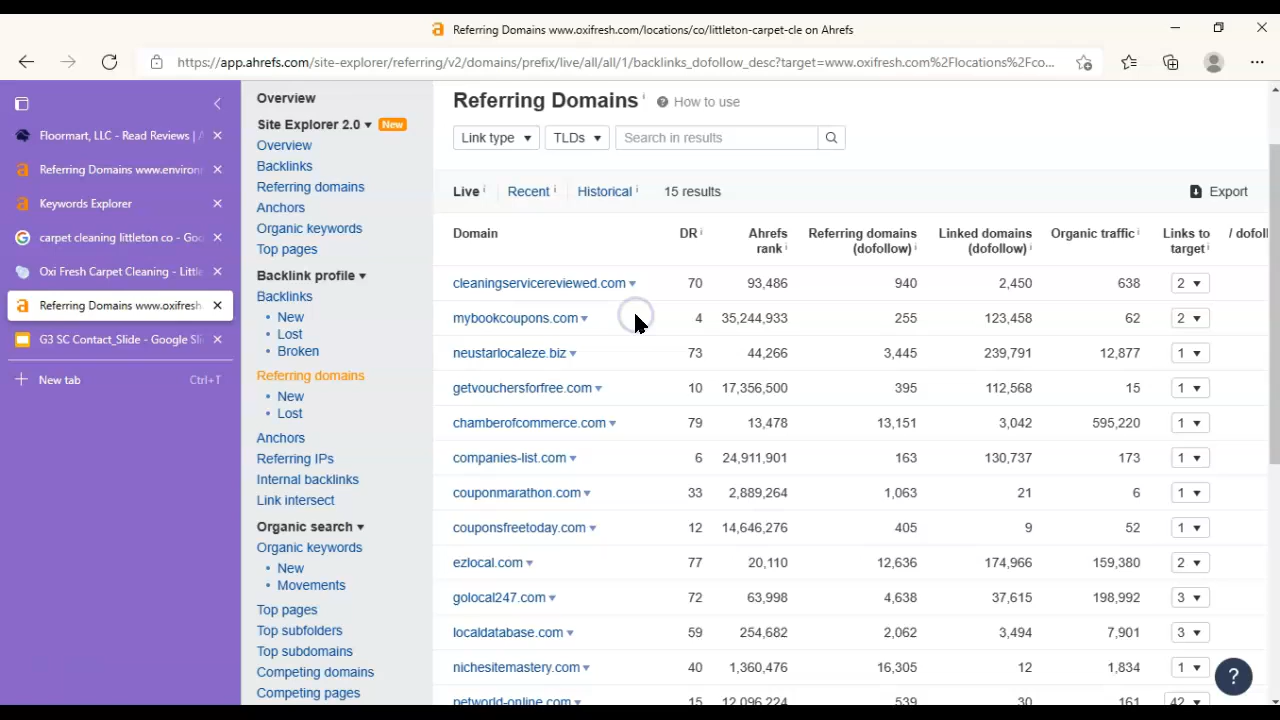 Referring Domains www.oxifresh.com/locations/co/littleton-carpet-cle on Ahrefs
https://app.ahrefs.com/site-explorer/referring/v2/domains/prefix/live/all/all/1/backlinks_dofollow_desc?target=www.oxifresh.com%2Flocations%2Fco...
Floormart, LLC - Read Reviews | A
Referring Domains www.environ
Keywords Explorer
carpet cleaning littleton co - Goo
Oxi Fresh Carpet Cleaning - Little
Referring Domains www.oxifresh.
G3 SC Contact_Slide - Google Sli
New tab Ctrl+T
Overview
Site Explorer 2.0 New
Overview
Backlinks
Referring domains
Anchors
Organic keywords
Top pages
Backlink profile
Backlinks
• New
• Lost
• Broken
Referring domains
• New
• Lost
Anchors
Referring IPs
Internal backlinks
Link intersect
Organic search
Organic keywords
• New
• Movements
Top pages
Top subfolders
Top subdomains
Competing domains
Competing pages
Referring Domains i ? How to use
Link type TLDs Search in results
Live i Recent i Historical i 15 results Export
Domain DR i Ahrefs rank i Referring domains (dofollow) i Linked domains (dofollow) i Organic traffic i Links to target i / dofoll
cleaningservicereviewed.com 70 93,486 940 2,450 638 2
mybookcoupons.com 4 35,244,933 255 123,458 62 2
neustarlocaleze.biz 73 44,266 3,445 239,791 12,877 1
getvouchersforfree.com 10 17,356,500 395 112,568 15 1
chamberofcommerce.com 79 13,478 13,151 3,042 595,220 1
companies-list.com 6 24,911,901 163 130,737 173 1
couponmarathon.com 33 2,889,264 1,063 21 6 1
couponsfreetoday.com 12 14,646,276 405 9 52 1
ezlocal.com 77 20,110 12,636 174,966 159,380 2
golocal247.com 72 63,998 4,638 37,615 198,992 3
localdatabase.com 59 254,682 2,062 3,494 7,901 3
nichesitemastery.com 40 1,360,476 16,305 12 1,834 1
networld-online.com 15 12,096,224 539 30 161 42
?